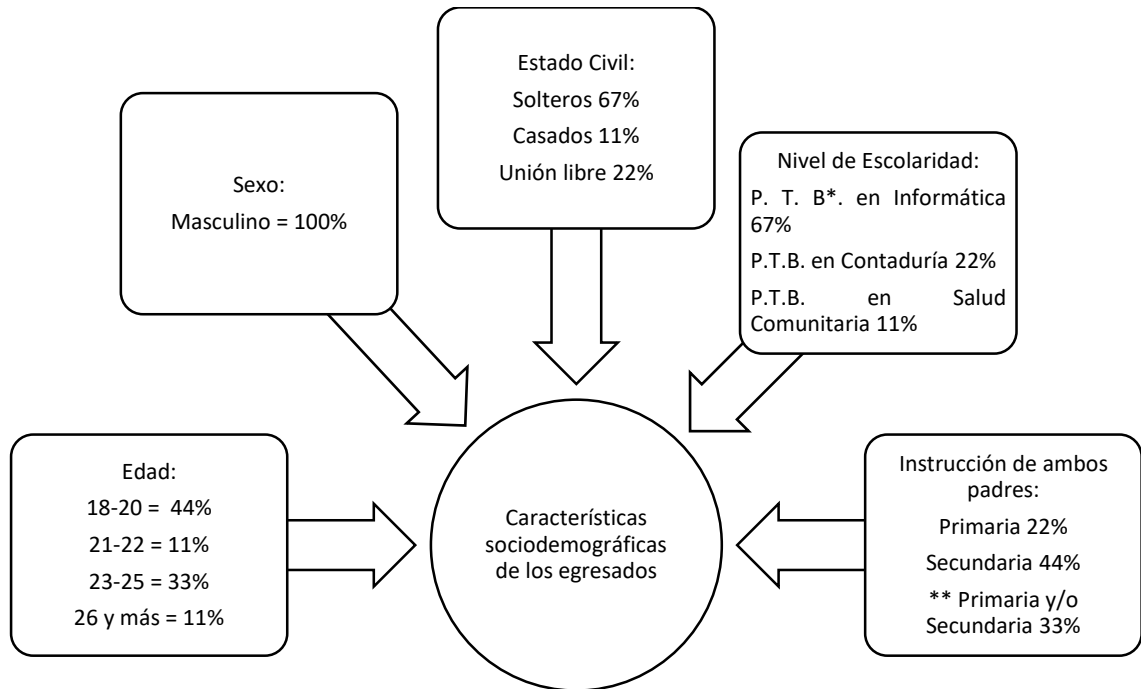 Estado Civil:
Solteros 67%
Casados 11%
Unión libre 22%
Sexo:
Masculino = 100%
Nivel de Escolaridad:
P. T. B*. en Informática
67%
P.T.B. en Contaduría 22%
P.T.B. en Salud
Comunitaria 11%
Edad:
18-20 = 44%
21-22 = 11%
23-25 = 33%
26 y más = 11%
Características
sociodemográficas
de los egresados
Instrucción de ambos
padres:
Primaria 22%
Secundaria 44%
** Primaria y/o
Secundaria 33%